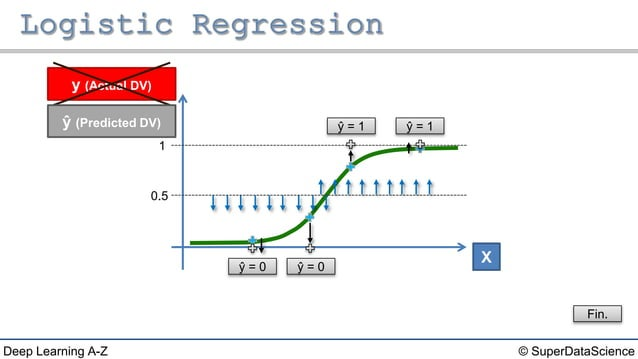 Logistic Regression
y (Actual DV)
ŷ (Predicted DV)
ŷ = 1
ŷ = 1
1
0.5
X
ŷ = 0
ŷ = 0
Fin.
Deep Learning A-Z
© SuperDataScience